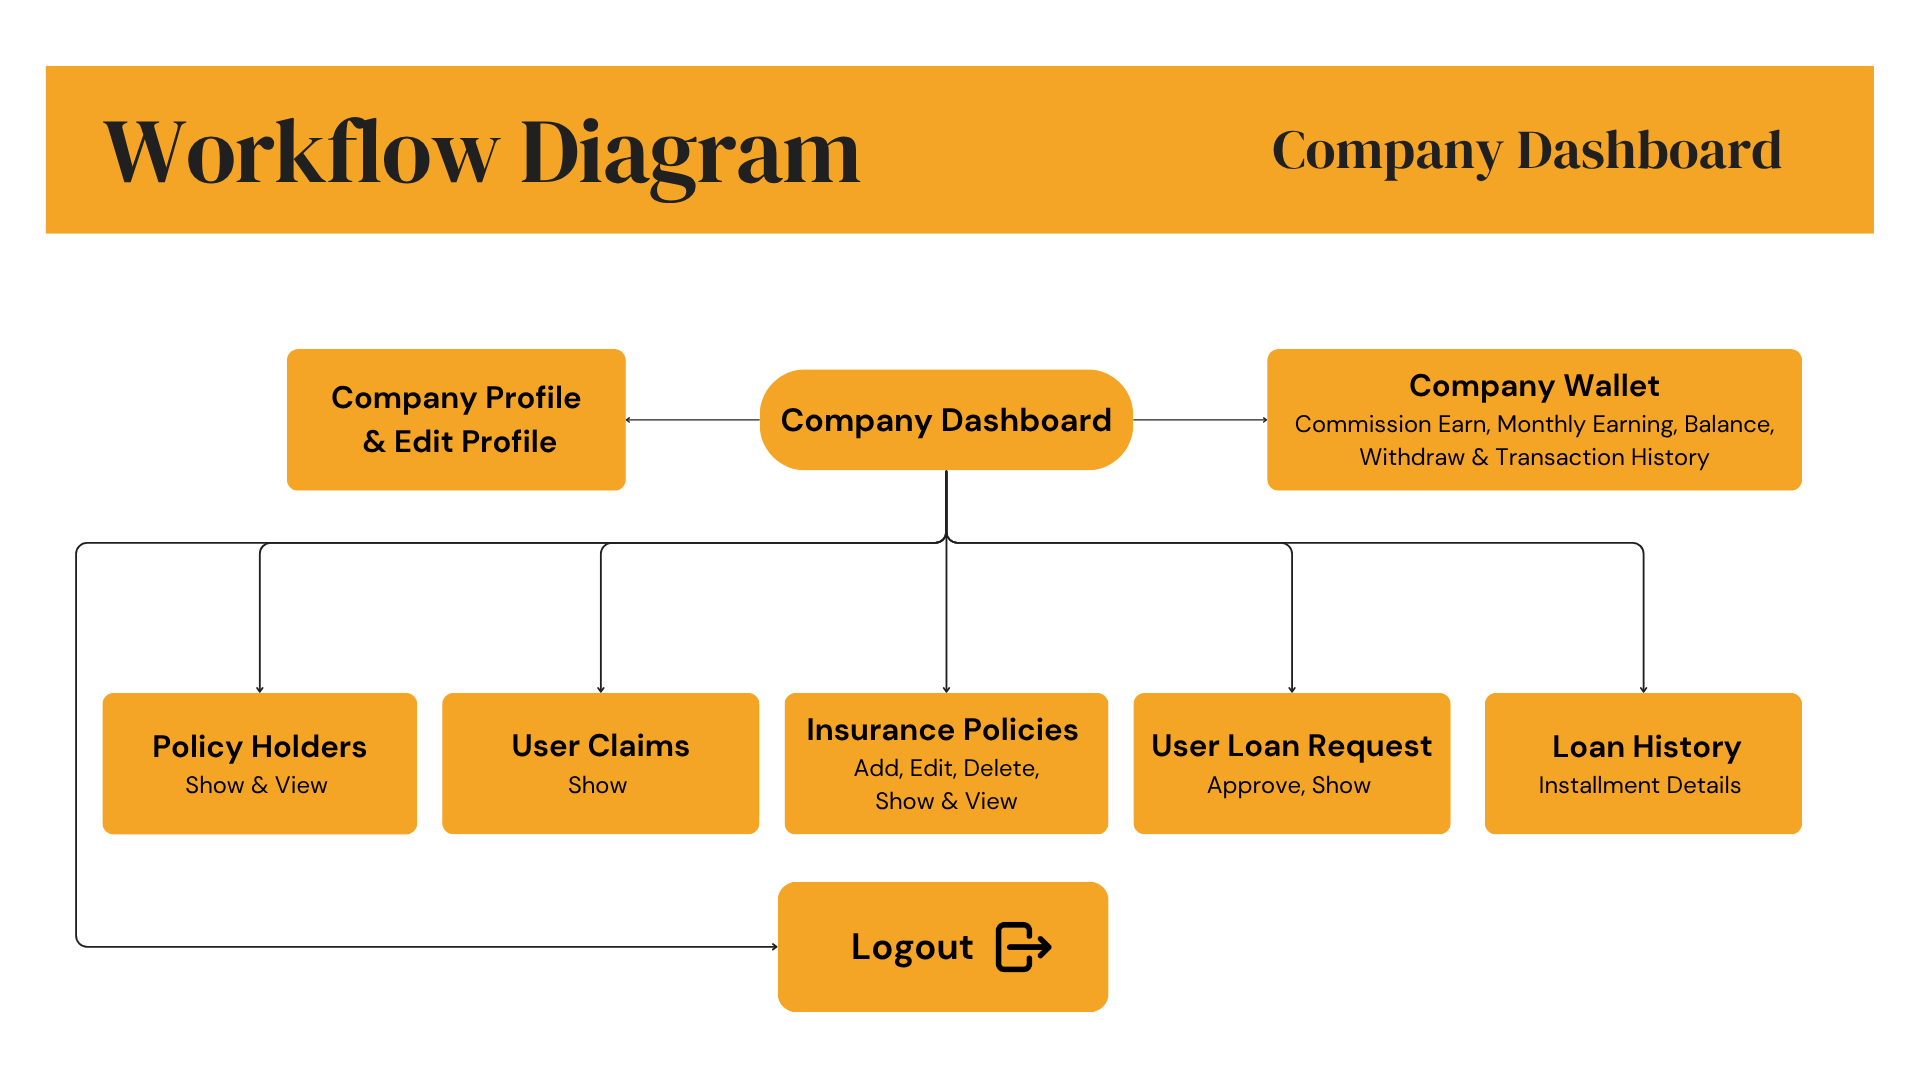 Workflow Diagram
Company Dashboard
Company Profile
& Edit Profile
Company Dashboard
Company Wallet
Commission Earn, Monthly Earning, Balance,
Withdraw & Transaction History
Policy Holders
Show & View
User Claims
Show
Insurance Policies
Add, Edit, Delete,
Show & View
User Loan Request
Approve, Show
Loan History
Installment Details
Logout